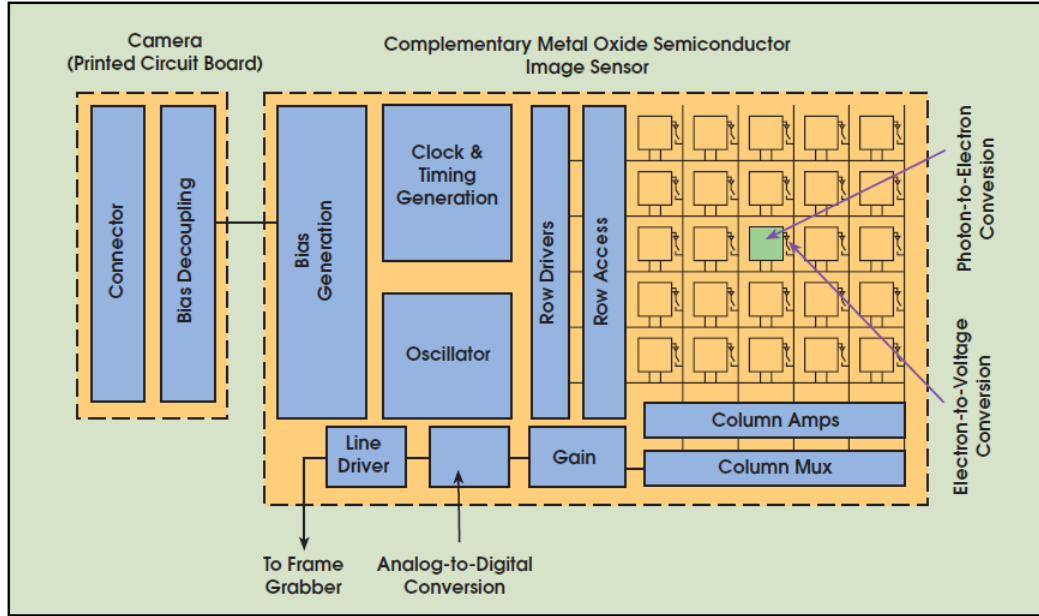 Camera
(Printed Circuit Board)
Complementary Metal Oxide Semiconductor
Image Sensor
Connector
Bias Decoupling
Bias
Generation
Clock &
Timing
Generation
Oscillator
Row Drivers
Row Access
Photon-to-Electron
Conversion
Electron-to-Voltage
Conversion
Column Amps
Column Mux
Gain
Line
Driver
To Frame
Grabber
Analog-to-Digital
Conversion